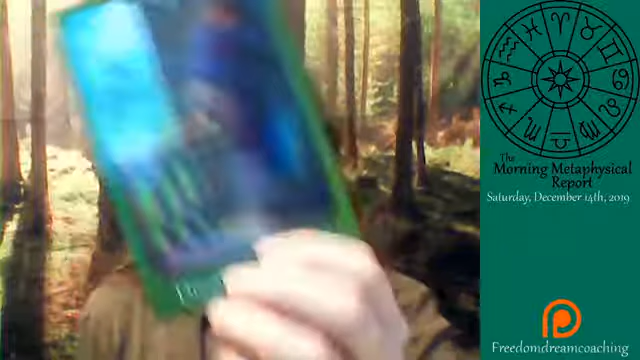 The
Morning Metaphysical
Report
Saturday, December 14th, 2019
Freedomdreamcoaching